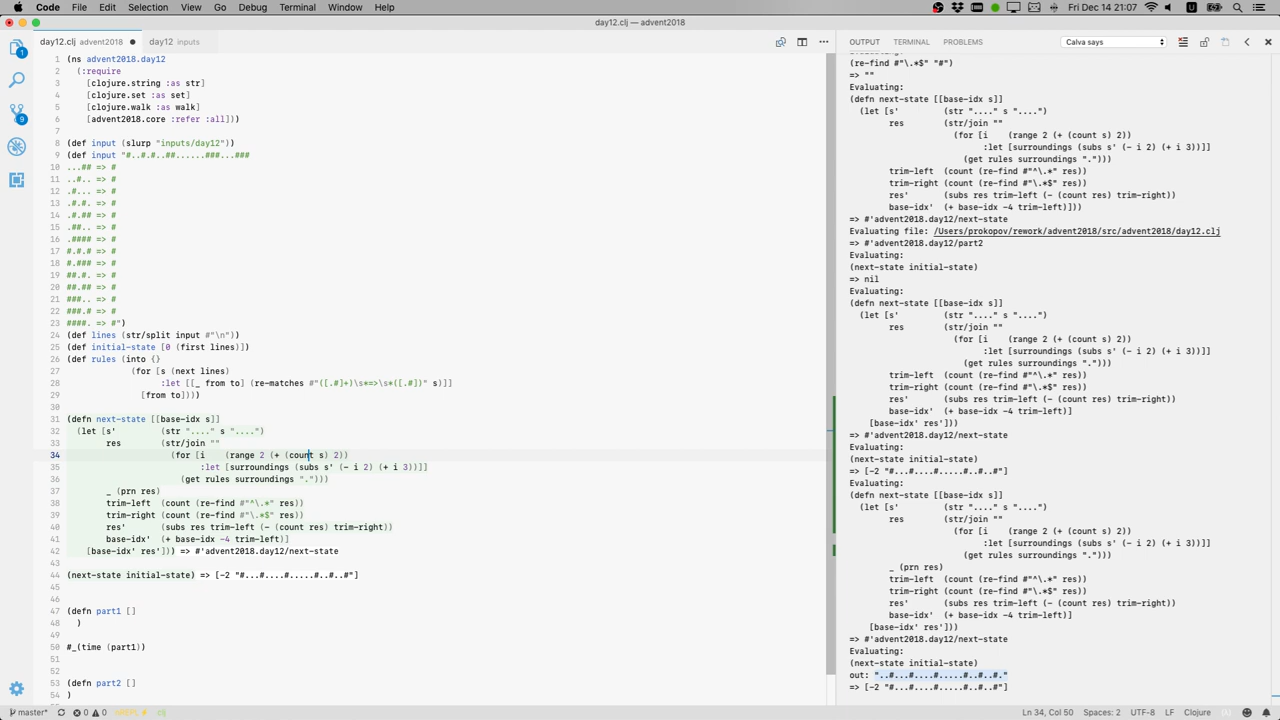 Code File Edit Selection View Go Debug Terminal Window Help Fri Dec 14 21:07
day12.clj — advent2018
day12.clj advent2018 ● day12 inputs
1 (ns advent2018.day12
2 (:require
3 [clojure.string :as str]
4 [clojure.set :as set]
5 [clojure.walk :as walk]
6 [advent2018.core :refer :all]))
7
8 (def input (slurp "inputs/day12"))
9 (def input "#..#.#..##......###...###
10 ...## => #
11 ..#.. => #
12 .#... => #
13 .#.#. => #
14 .#.## => #
15 .##.. => #
16 .#### => #
17 #.#.# => #
18 #.### => #
19 ##.#. => #
20 ##.## => #
21 ###.. => #
22 ###.# => #
23 ####. => #")
24 (def lines (str/split input #"\n"))
25 (def initial-state [0 (first lines)])
26 (def rules (into {}
27 (for [s (next lines)
28 :let [[_ from to] (re-matches #"([.#]+)\s*=>\s*([.#])" s)]]
29 [from to])))
30
31 (defn next-state [[base-idx s]]
32 (let [s' (str "...." s "....")
33 res (str/join ""
34 (for [i (range 2 (+ (count s) 2))
35 :let [surroundings (subs s' (- i 2) (+ i 3))]]
36 (get rules surroundings ".")))
37 _ (prn res)
38 trim-left (count (re-find #"^\.*" res))
39 trim-right (count (re-find #"\.*$" res))
40 res' (subs res trim-left (- (count res) trim-right))
41 base-idx' (+ base-idx -4 trim-left)]
42 [base-idx' res'])) => #'advent2018.day12/next-state
43
44 (next-state initial-state) => [-2 "#...#....#.....#..#..#"]
45
46
47 (defn part1 []
48 )
49
50 #_(time (part1))
51
52
53 (defn part2 []
54 )
OUTPUT TERMINAL PROBLEMS Calva says
Evaluating:
(re-find #"\.*$" "#")
=> ""
Evaluating:
(defn next-state [[base-idx s]]
(let [s' (str "...." s "....")
res (str/join ""
(for [i (range 2 (+ (count s) 2))
:let [surroundings (subs s' (- i 2) (+ i 3))]]
(get rules surroundings ".")))
trim-left (count (re-find #"^\.*" res))
trim-right (count (re-find #"\.*$" res))
res' (subs res trim-left (- (count res) trim-right))
base-idx' (+ base-idx -4 trim-left)]))
=> #'advent2018.day12/next-state
Evaluating file: /Users/prokopov/rework/advent2018/src/advent2018/day12.clj
=> #'advent2018.day12/part2
Evaluating:
(next-state initial-state)
=> nil
Evaluating:
(defn next-state [[base-idx s]]
(let [s' (str "...." s "....")
res (str/join ""
(for [i (range 2 (+ (count s) 2))
:let [surroundings (subs s' (- i 2) (+ i 3))]]
(get rules surroundings ".")))
trim-left (count (re-find #"^\.*" res))
trim-right (count (re-find #"\.*$" res))
res' (subs res trim-left (- (count res) trim-right))
base-idx' (+ base-idx -4 trim-left)]
[base-idx' res']))
=> #'advent2018.day12/next-state
Evaluating:
(next-state initial-state)
=> [-2 "#...#....#.....#..#..#"]
Evaluating:
(defn next-state [[base-idx s]]
(let [s' (str "...." s "....")
res (str/join ""
(for [i (range 2 (+ (count s) 2))
:let [surroundings (subs s' (- i 2) (+ i 3))]]
(get rules surroundings ".")))
_ (prn res)
trim-left (count (re-find #"^\.*" res))
trim-right (count (re-find #"\.*$" res))
res' (subs res trim-left (- (count res) trim-right))
base-idx' (+ base-idx -4 trim-left)]
[base-idx' res']))
=> #'advent2018.day12/next-state
Evaluating:
(next-state initial-state)
out: "..#...#....#.....#..#..#."
=> [-2 "#...#....#.....#..#..#"]
master* 0 0 nREPL clj Ln 34, Col 50 Spaces: 2 UTF-8 LF Clojure